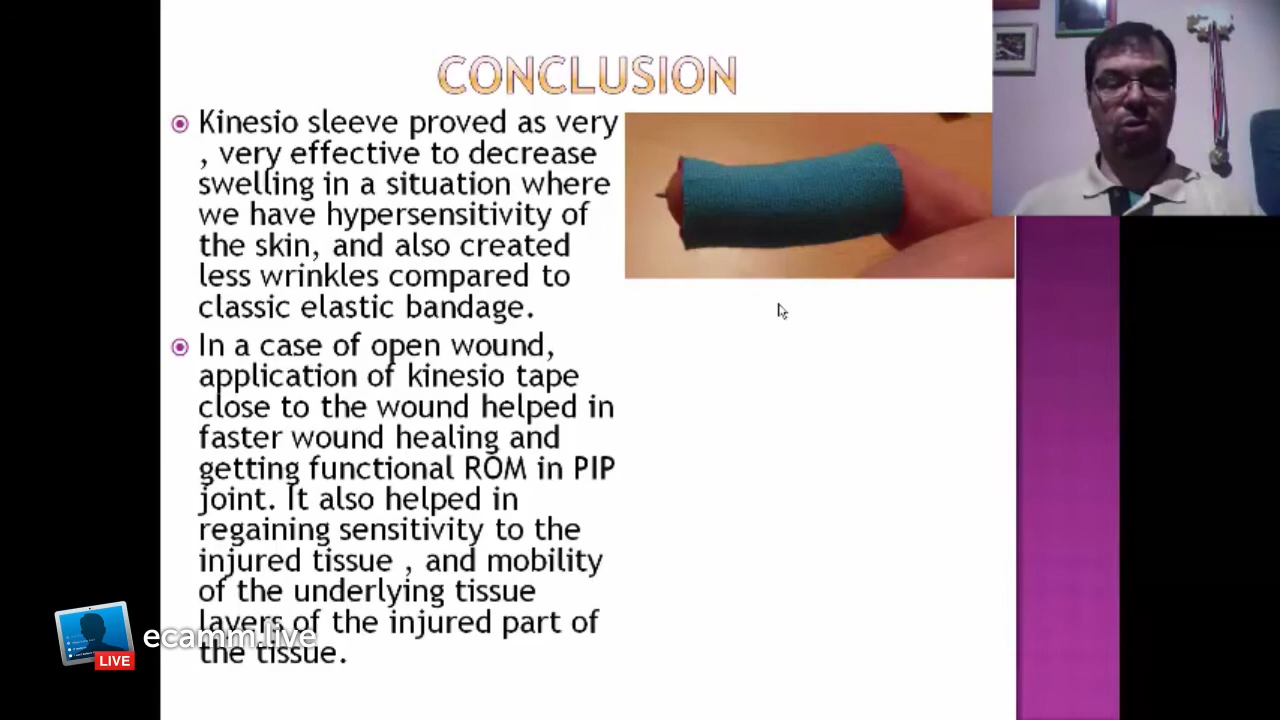 CONCLUSION
Kinesio sleeve proved as very
, very effective to decrease
swelling in a situation where
we have hypersensitivity of
the skin, and also created
less wrinkles compared to
classic elastic bandage.
In a case of open wound,
application of kinesio tape
close to the wound helped in
faster wound healing and
getting functional ROM in PIP
joint. It also helped in
regaining sensitivity to the
injured tissue , and mobility
of the underlying tissue
layers of the injured part of
the tissue.
ecamm.live
LIVE